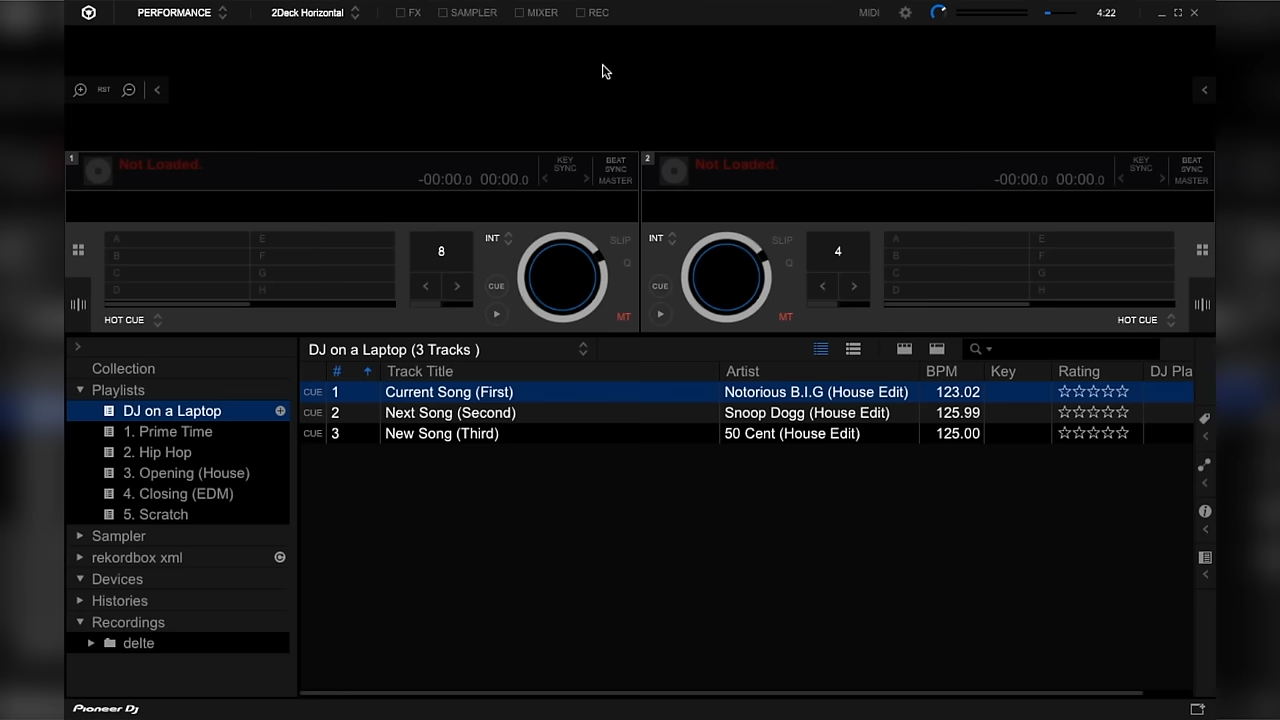 PERFORMANCE 2Deck Horizontal FX SAMPLER MIXER REC MIDI 4:22
RST
1 Not Loaded. -00:00.0 00:00.0 KEY SYNC BEAT SYNC MASTER
2 Not Loaded. -00:00.0 00:00.0 KEY SYNC BEAT SYNC MASTER
A E 8 INT SLIP
B F Q
C G CUE
D H MT
HOT CUE
INT SLIP 4 A E
Q B F
CUE C G
MT D H
HOT CUE
Collection
Playlists
DJ on a Laptop
1. Prime Time
2. Hip Hop
3. Opening (House)
4. Closing (EDM)
5. Scratch
Sampler
rekordbox xml
Devices
Histories
Recordings
delte
DJ on a Laptop (3 Tracks )
# Track Title Artist BPM Key Rating DJ Pla
CUE 1 Current Song (First) Notorious B.I.G (House Edit) 123.02
CUE 2 Next Song (Second) Snoop Dogg (House Edit) 125.99
CUE 3 New Song (Third) 50 Cent (House Edit) 125.00
Pioneer Dj